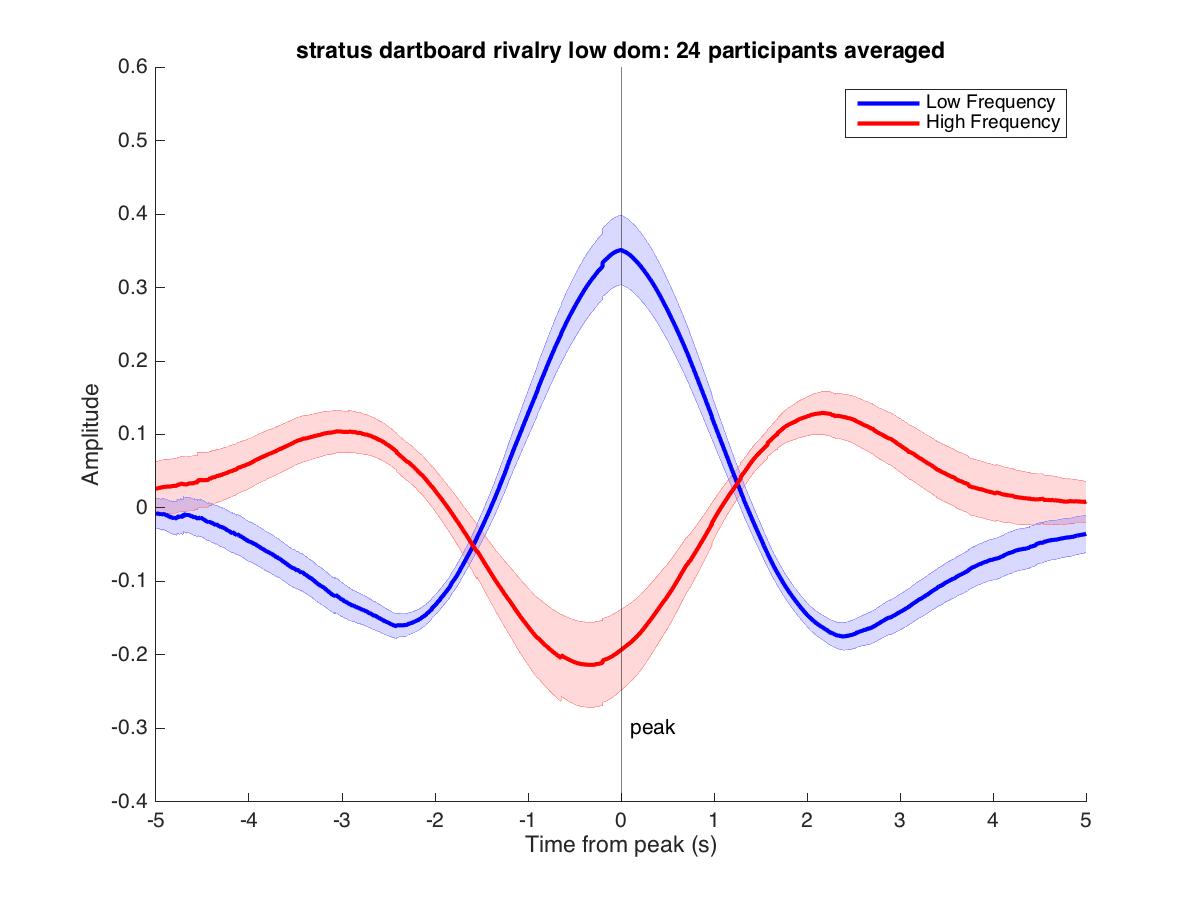 stratus dartboard rivalry low dom: 24 participants averaged
Low Frequency
High Frequency
0.6
0.5
0.4
0.3
0.2
0.1
0
-0.1
-0.2
-0.3
-0.4
Amplitude
peak
-5 -4 -3 -2 -1 0 1 2 3 4 5
Time from peak (s)